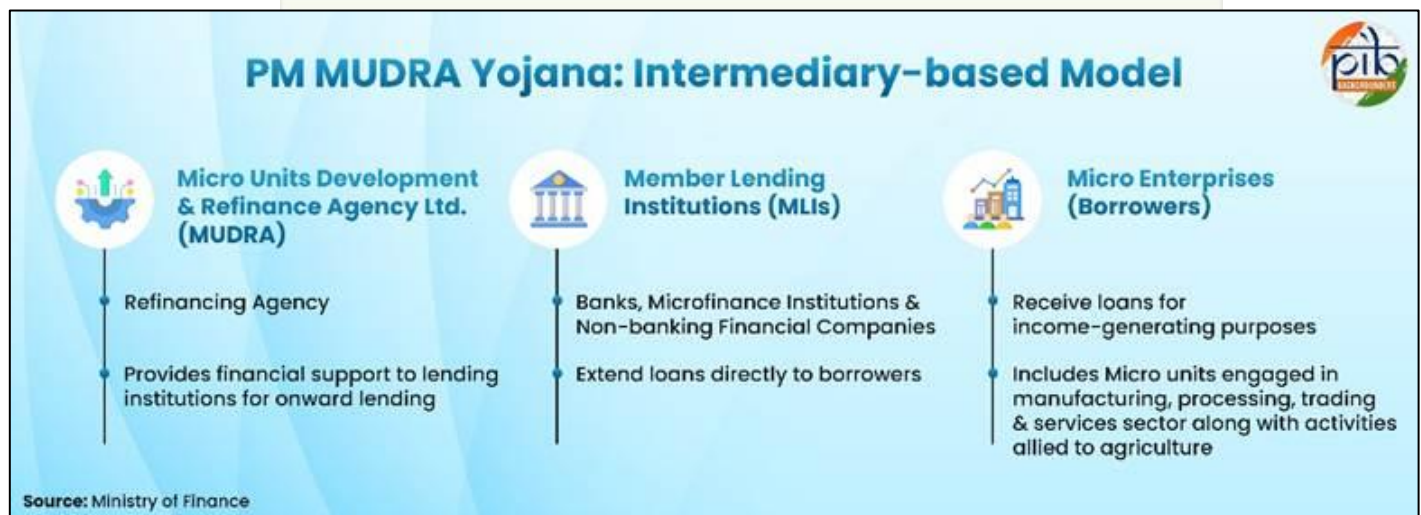 PM MUDRA Yojana: Intermediary-based Model
pib
BACKGROUNDERS
Micro Units Development
& Refinance Agency Ltd.
(MUDRA)
Refinancing Agency
Provides financial support to lending
institutions for onward lending
Member Lending
Institutions (MLIs)
Banks, Microfinance Institutions &
Non-banking Financial Companies
Extend loans directly to borrowers
Micro Enterprises
(Borrowers)
Receive loans for
income-generating purposes
Includes Micro units engaged in
manufacturing, processing, trading
& services sector along with activities
allied to agriculture
Source: Ministry of Finance